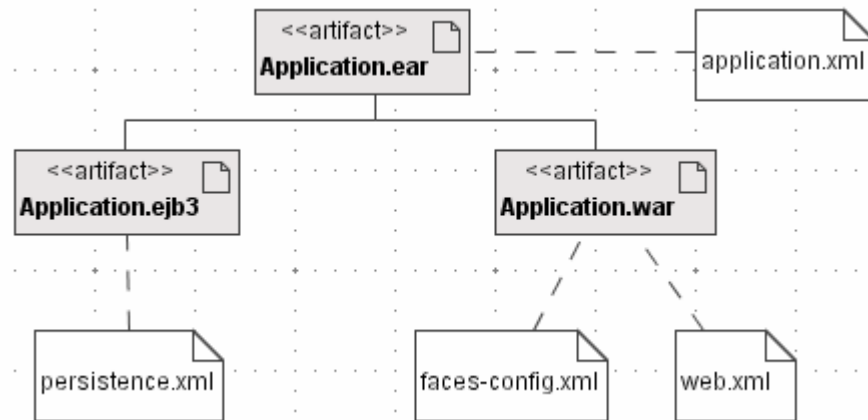 <<artifact>>
Application.ear
application.xml
<<artifact>>
Application.ejb3
<<artifact>>
Application.war
persistence.xml
faces-config.xml
web.xml